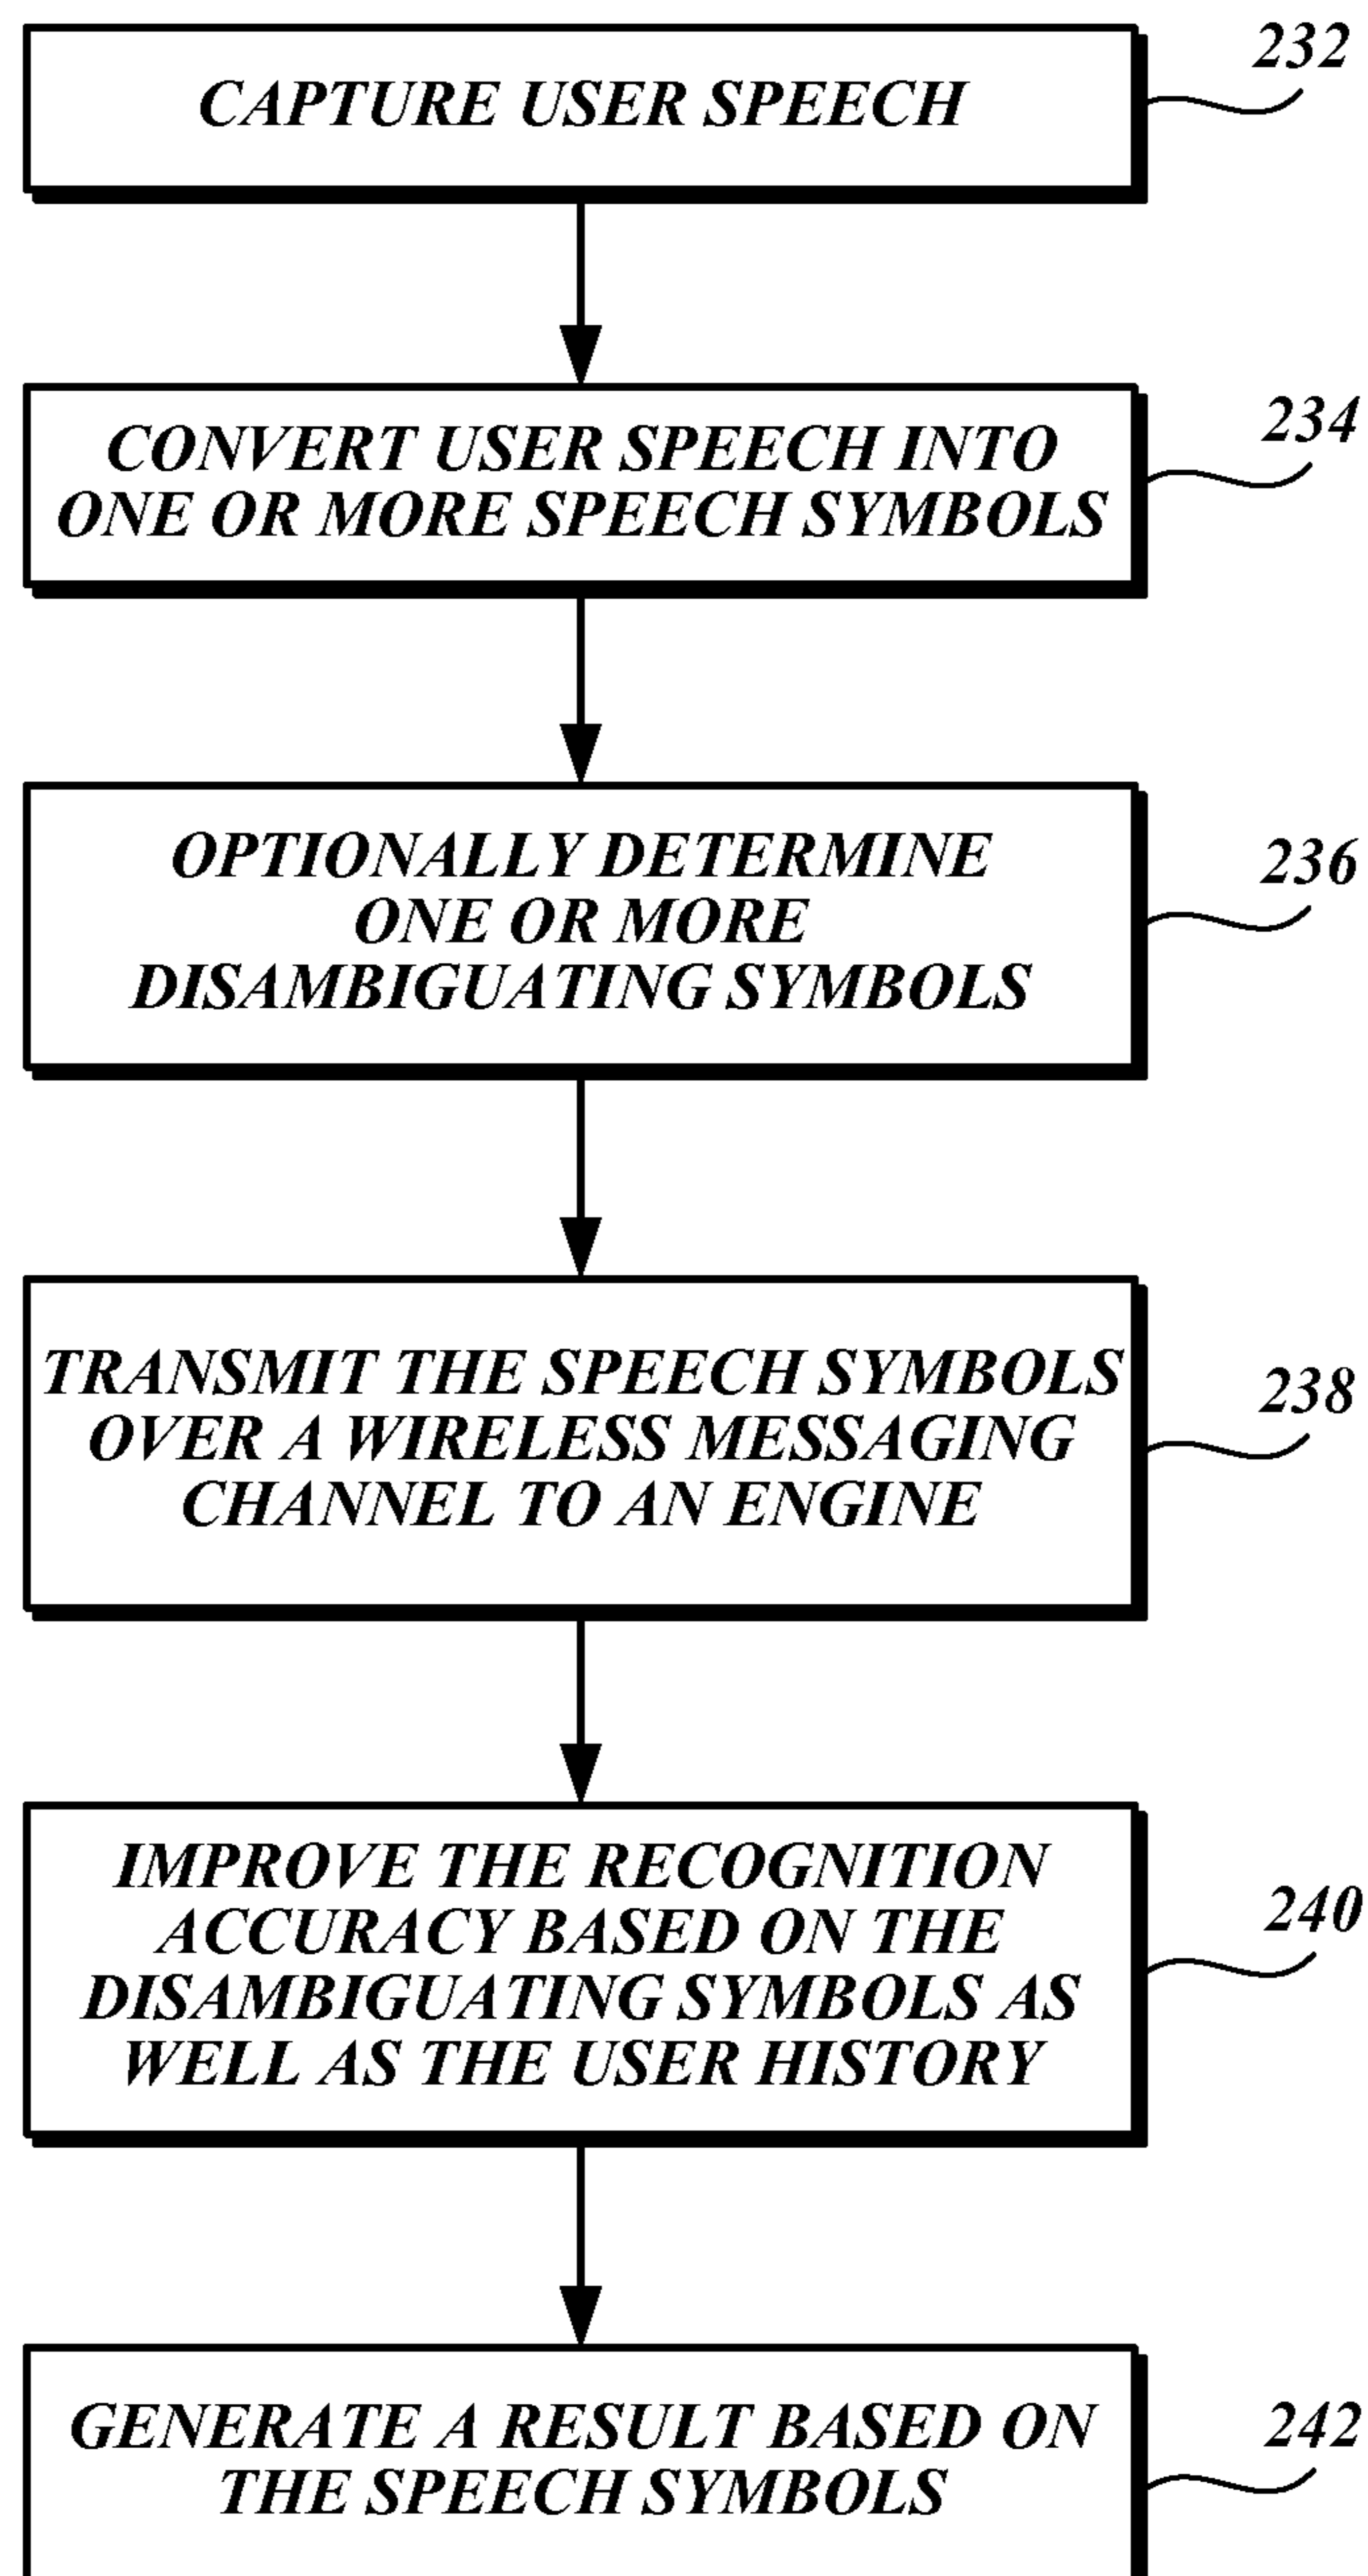 232
CAPTURE USER SPEECH
234
CONVERT USER SPEECH INTO
ONE OR MORE SPEECH SYMBOLS
236
OPTIONALLY DETERMINE
ONE OR MORE
DISAMBIGUATING SYMBOLS
238
TRANSMIT THE SPEECH SYMBOLS
OVER A WIRELESS MESSAGING
CHANNEL TO AN ENGINE
240
IMPROVE THE RECOGNITION
ACCURACY BASED ON THE
DISAMBIGUATING SYMBOLS AS
WELL AS THE USER HISTORY
242
GENERATE A RESULT BASED ON
THE SPEECH SYMBOLS